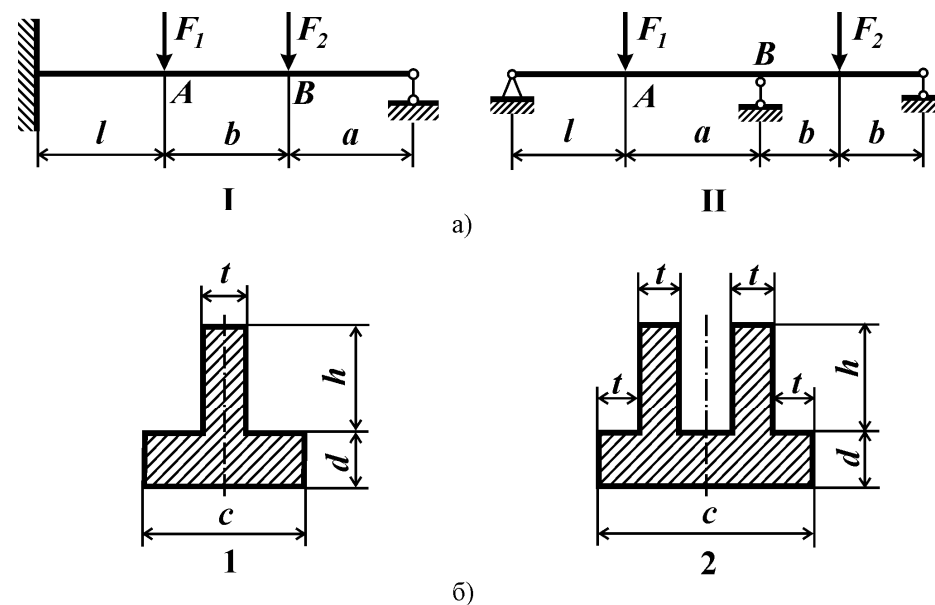 F₁ F₂ F₁ F₂
A B A B
l b a l a b b
I II
а)
t t t
h t t h
d d
c c
1 2
б)